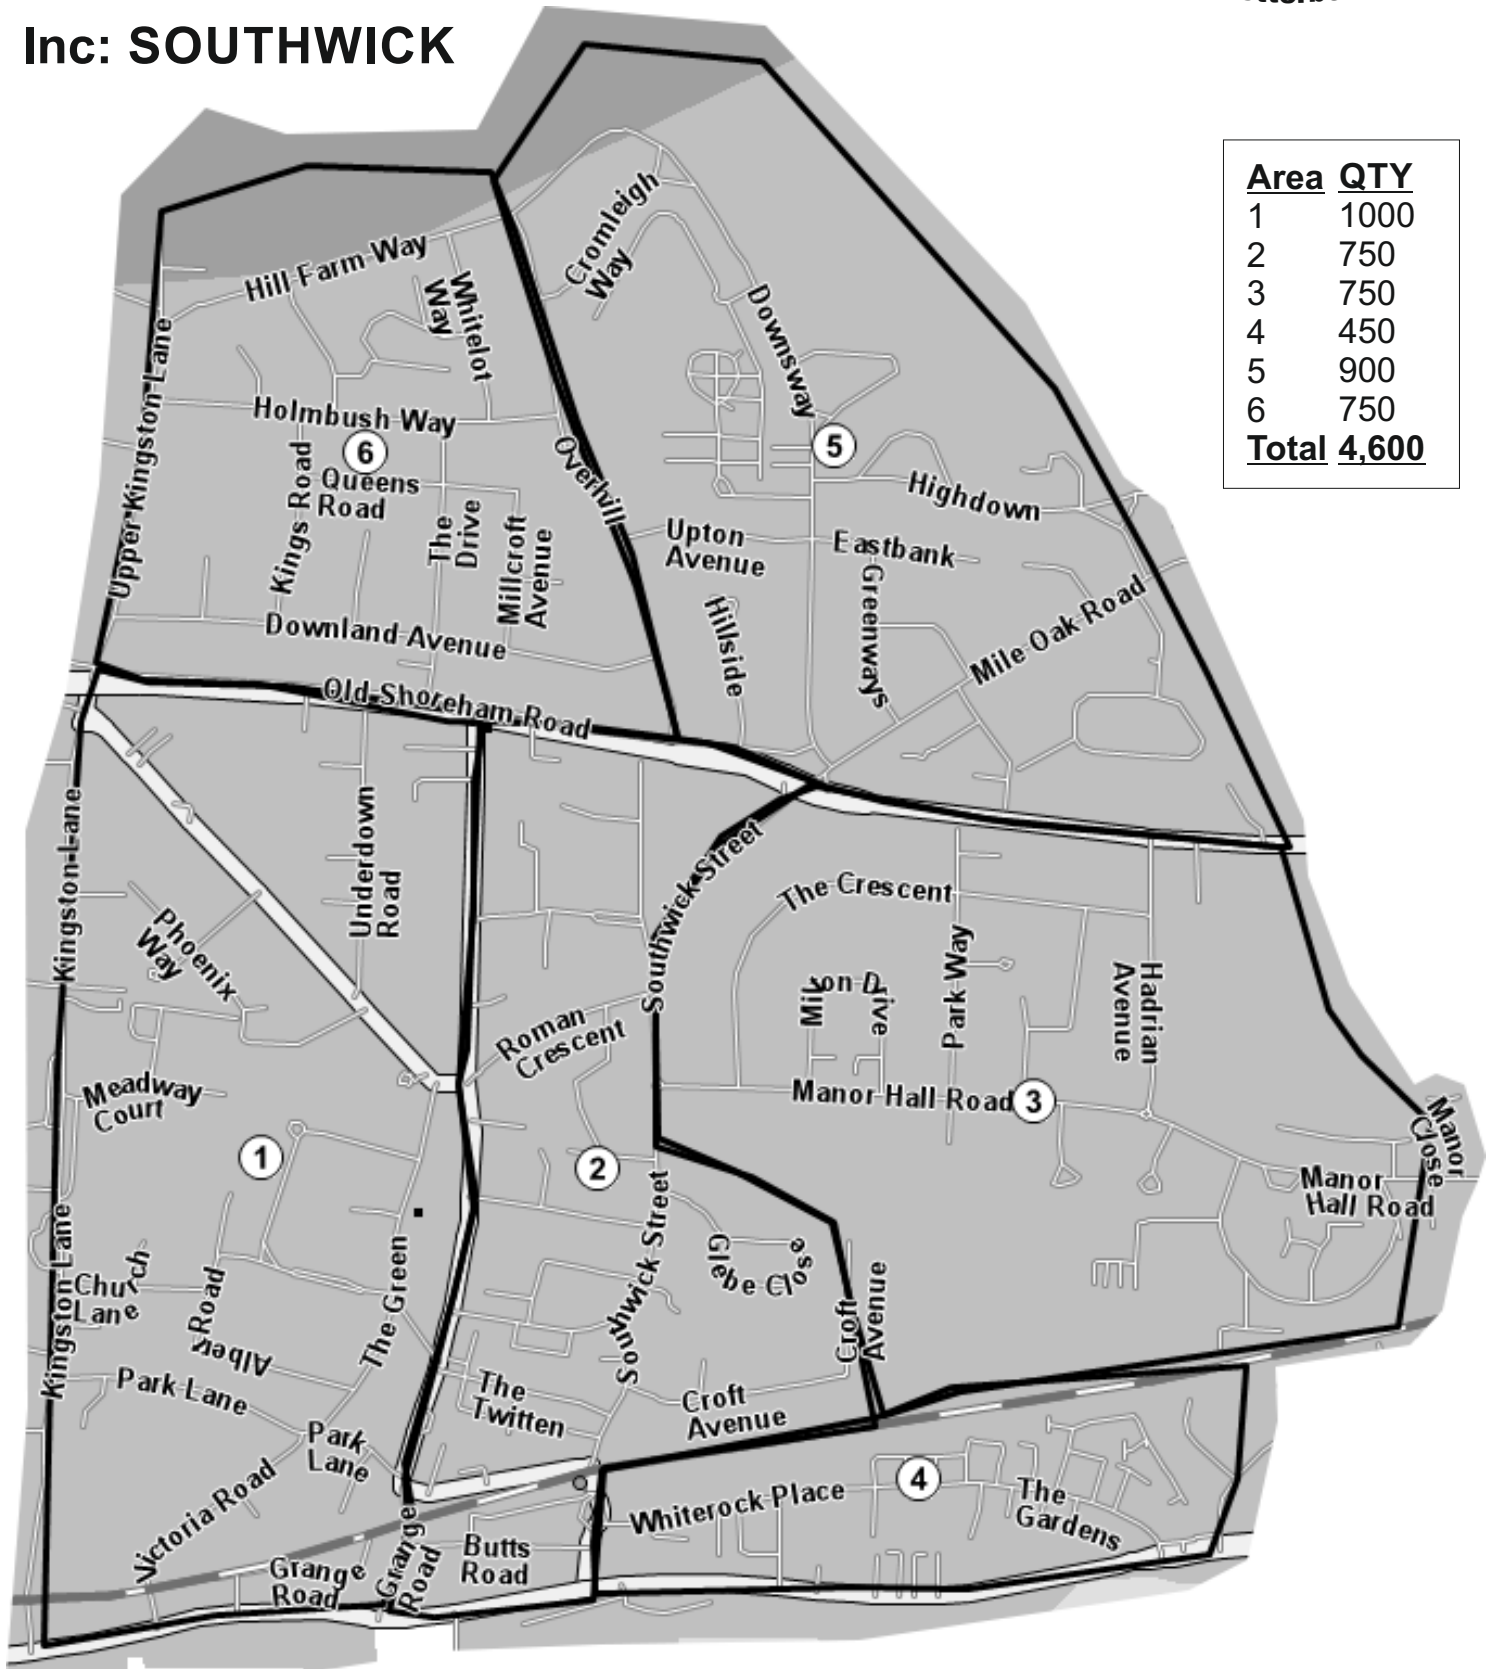 Inc: SOUTHWICK
Area QTY
1 1000
2 750
3 750
4 450
5 900
6 750
Total 4,600
Cromleigh
Way
Hill Farm Way
Whitelot
Way
Downsway
Upper Kingston Lane
Holmbush Way
6
5
Kings Road
Queens
Road
Overhill
Highdown
The
Drive
Millcroft
Avenue
Upton
Avenue
Eastbank
Greenways
Hillside
Mile Oak Road
Downland Avenue
Old Shoreham Road
Kingston Lane
Underdown
Road
Southwick Street
The Crescent
Phoenix
Way
Milton Drive
Park Way
Hadrian
Avenue
Roman
Crescent
Meadway
Court
Manor Hall Road
3
Manor
Close
1
2
Manor
Hall Road
Kingston Lane
Church
Lane
Albert Road
The Green
Southwick Street
Glebe Close
Croft
Avenue
Park Lane
The
Twitten
Croft
Avenue
Park
Lane
Victoria Road
4
Whiterock Place
The
Gardens
Grange
Road
Grange
Road
Butts
Road